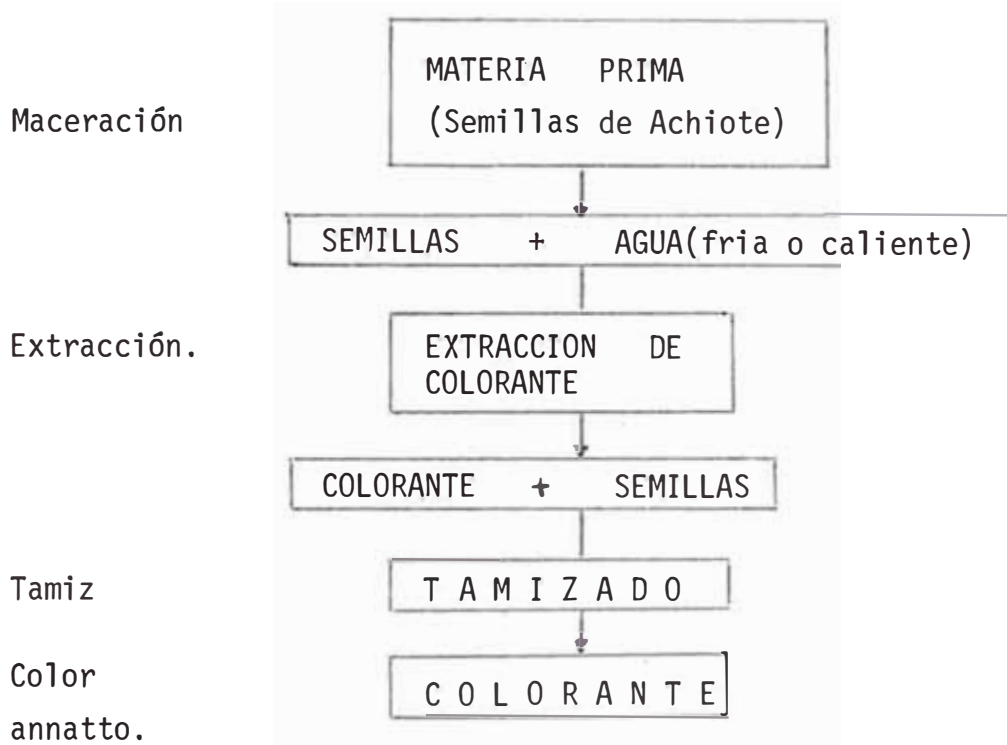 MATERIA PRIMA
Maceración
(Semillas de Achiote)
SEMILLAS + AGUA(fria o caliente)
Extracción.
EXTRACCION DE
COLORANTE
COLORANTE + SEMILLAS
Tamiz
T A M I Z A D O
Color
annatto.
C O L O R A N T E